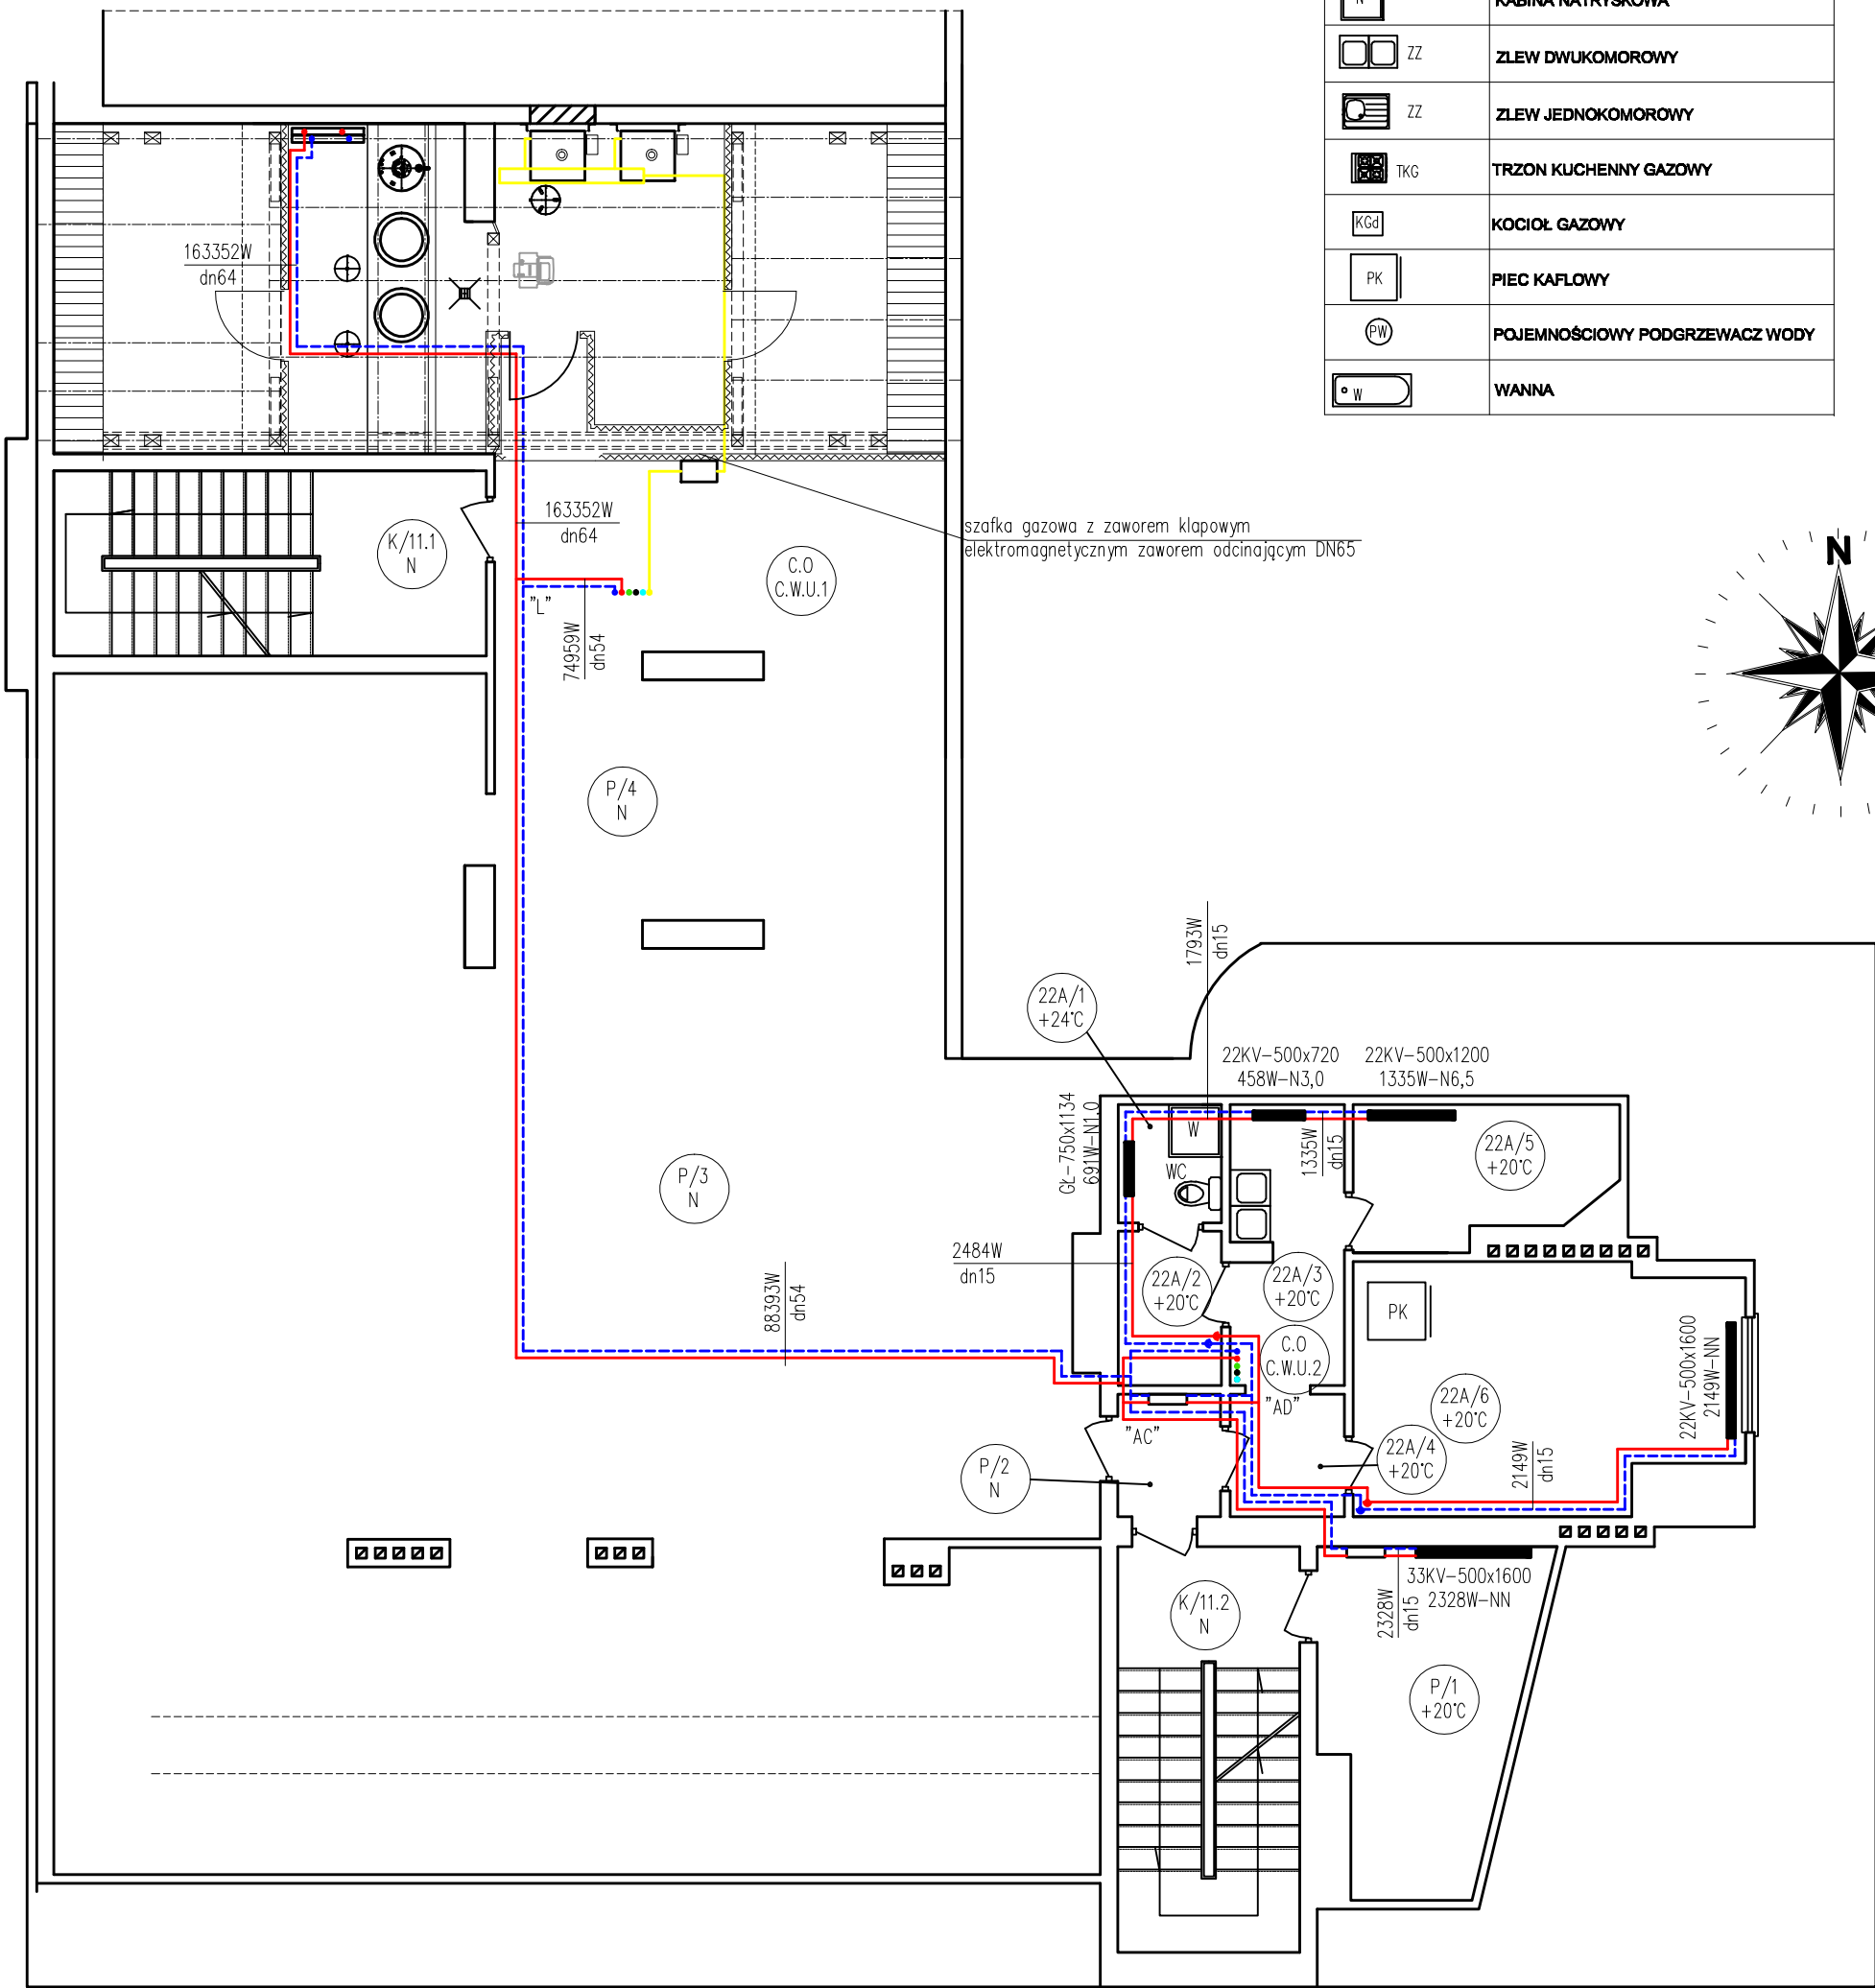 KABINA NATRYSKOWA
ZZ
ZLEW DWUKOMOROWY
ZZ
ZLEW JEDNOKOMOROWY
TKG
TRZON KUCHENNY GAZOWY
KGd
KOCIOŁ GAZOWY
PK
PIEC KAFLOWY
PW
POJEMNOŚCIOWY PODGRZEWACZ WODY
W
WANNA
163352W
dn64
163352W
dn64
K/11.1
N
C.O
C.W.U.1
szafka gazowa z zaworem klapowym
elektromagnetycznym zaworem odcinającym DN65
N
"L"
74959W
dn54
P/4
N
1793W
dn15
22A/1
+24°C
22KV-500x720
458W-N3,0
22KV-500x1200
1335W-N6,5
GŁ-750x1134
691W-N1,0
W
WC
1335W
dn15
22A/5
+20°C
P/3
N
2484W
dn15
88393W
dn54
22A/2
+20°C
22A/3
+20°C
PK
C.O
C.W.U.2
22KV-500x1600
2149W-NN
22A/6
+20°C
"AD"
"AC"
22A/4
+20°C
P/2
N
2149W
dn15
33KV-500x1600
2328W-NN
2328W
dn15
K/11.2
N
P/1
+20°C